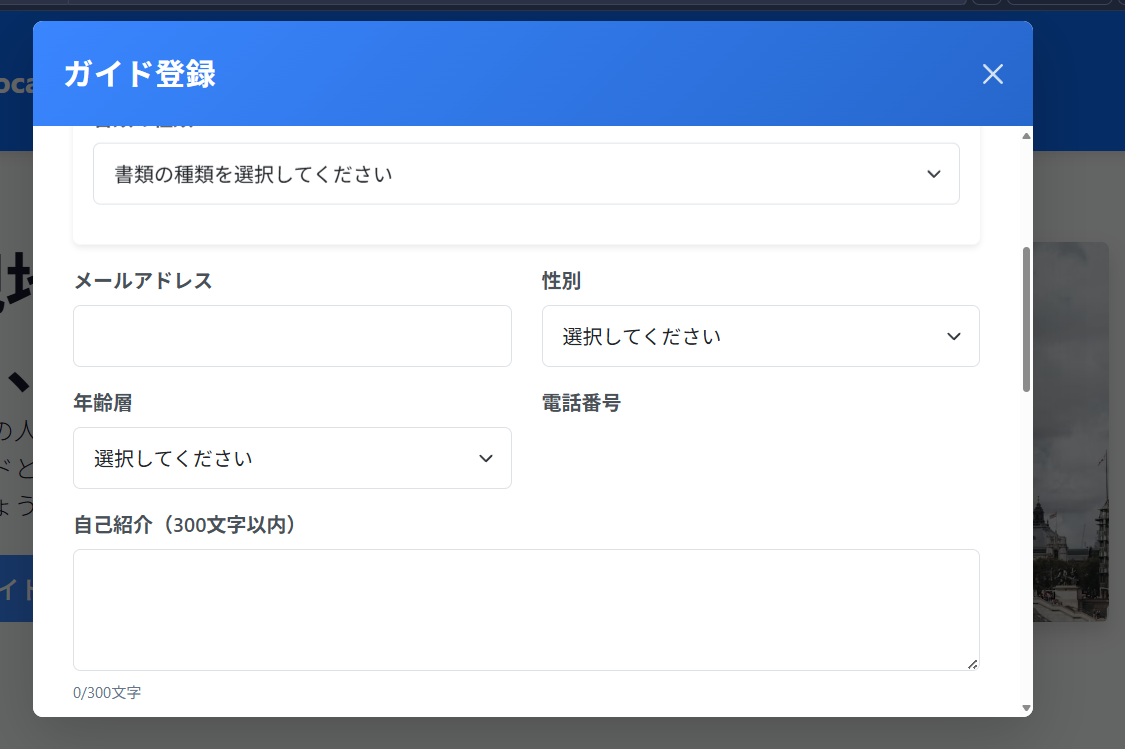 ガイド登録
書類の種類を選択してください
メールアドレス
性別
選択してください
年齢層
電話番号
選択してください
自己紹介（300文字以内）
0/300文字